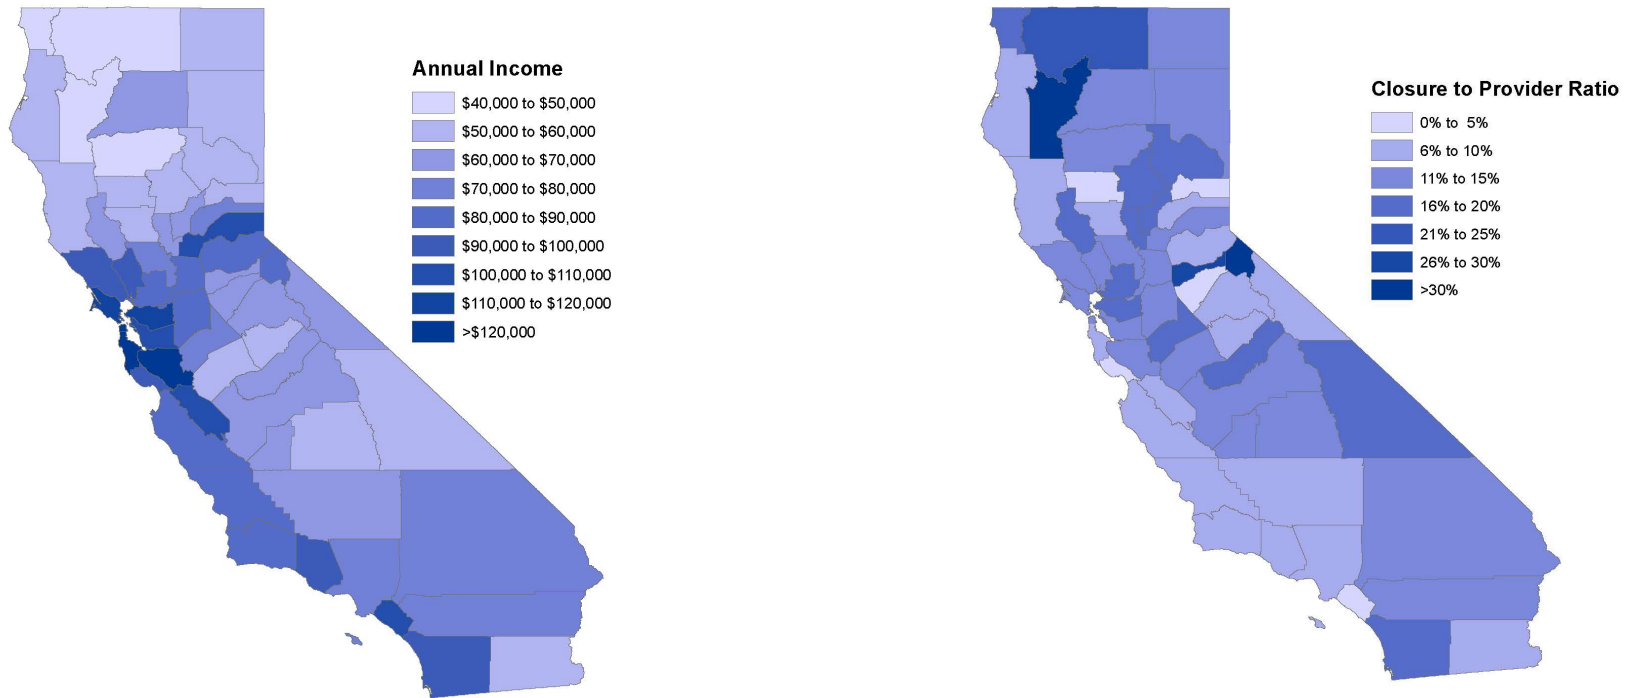 Annual Income
$40,000 to $50,000
$50,000 to $60,000
$60,000 to $70,000
$70,000 to $80,000
$80,000 to $90,000
$90,000 to $100,000
$100,000 to $110,000
$110,000 to $120,000
>$120,000
Closure to Provider Ratio
0% to 5%
6% to 10%
11% to 15%
16% to 20%
21% to 25%
26% to 30%
>30%